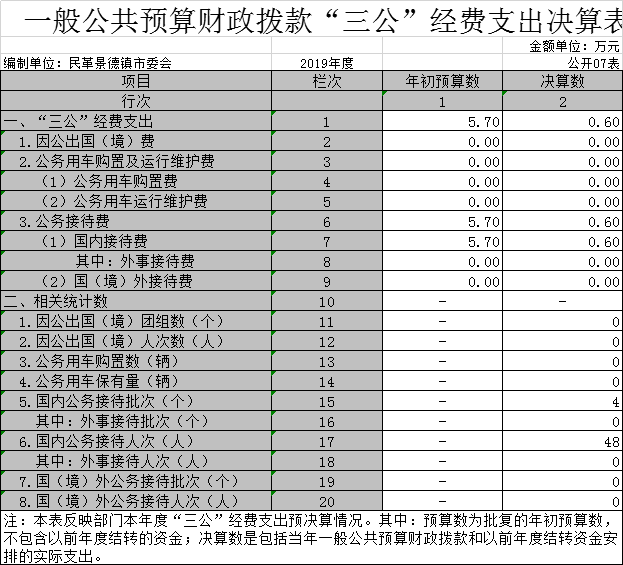 一般公共预算财政拨款“三公”经费支出决算表
金额单位：万元
编制单位：民革景德镇市委会 2019年度 公开07表
项目 栏次 年初预算数 决算数
行次 1 2
一、“三公”经费支出 1 5.70 0.60
1.因公出国（境）费 2 0.00 0.00
2.公务用车购置及运行维护费 3 0.00 0.00
（1）公务用车购置费 4 0.00 0.00
（2）公务用车运行维护费 5 0.00 0.00
3.公务接待费 6 5.70 0.60
（1）国内接待费 7 5.70 0.60
其中：外事接待费 8 0.00 0.00
（2）国（境）外接待费 9 0.00 0.00
二、相关统计数 10 － －
1.因公出国（境）团组数（个） 11 － 0
2.因公出国（境）人次数（人） 12 － 0
3.公务用车购置数（辆） 13 － 0
4.公务用车保有量（辆） 14 － 0
5.国内公务接待批次（个） 15 － 4
其中：外事接待批次（个） 16 － 0
6.国内公务接待人次（人） 17 － 48
其中：外事接待人次（人） 18 － 0
7.国（境）外公务接待批次（个） 19 － 0
8.国（境）外公务接待人次（人） 20 － 0
注：本表反映部门本年度“三公”经费支出预决算情况。其中：预算数为批复的年初预算数，
不包含以前年度结转的资金；决算数是包括当年一般公共预算财政拨款和以前年度结转资金安
排的实际支出。